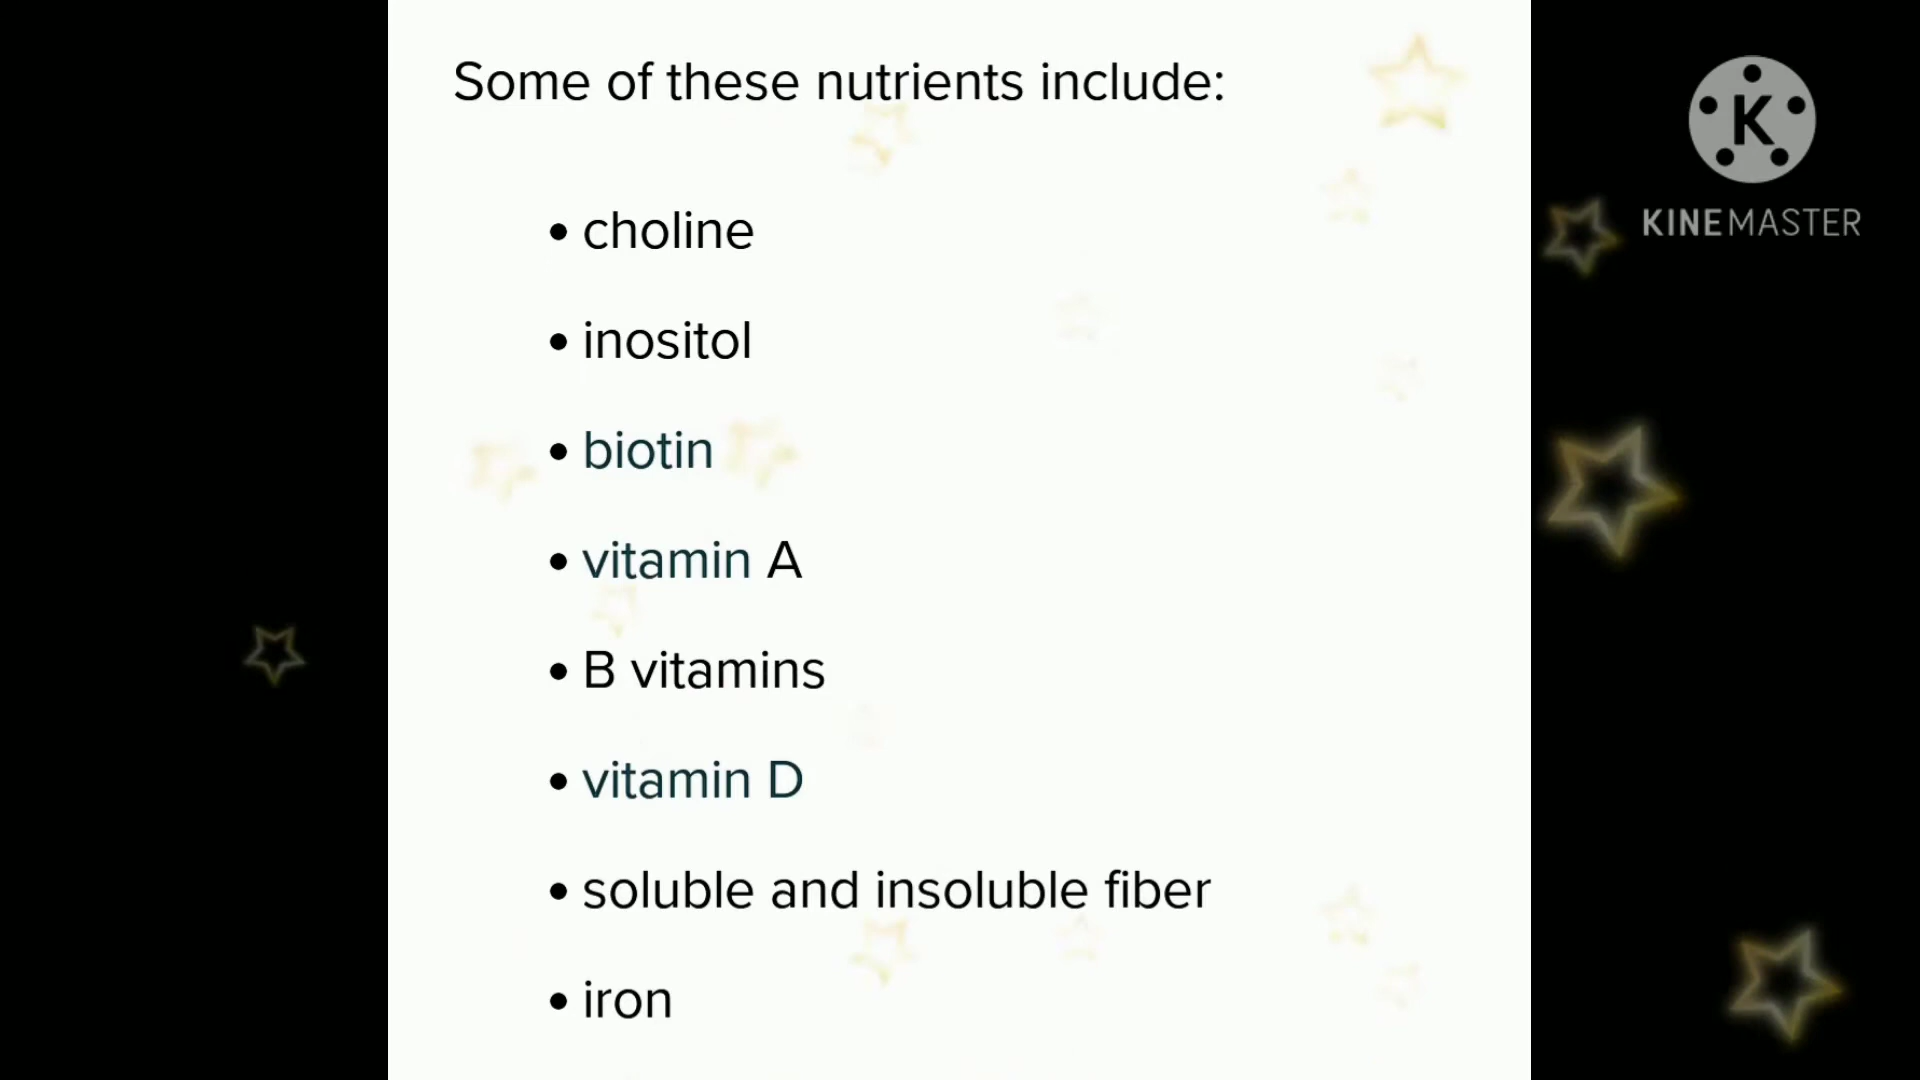 Some of these nutrients include:
• choline
• inositol
• biotin
• vitamin A
• B vitamins
• vitamin D
• soluble and insoluble fiber
• iron
K
KINEMASTER